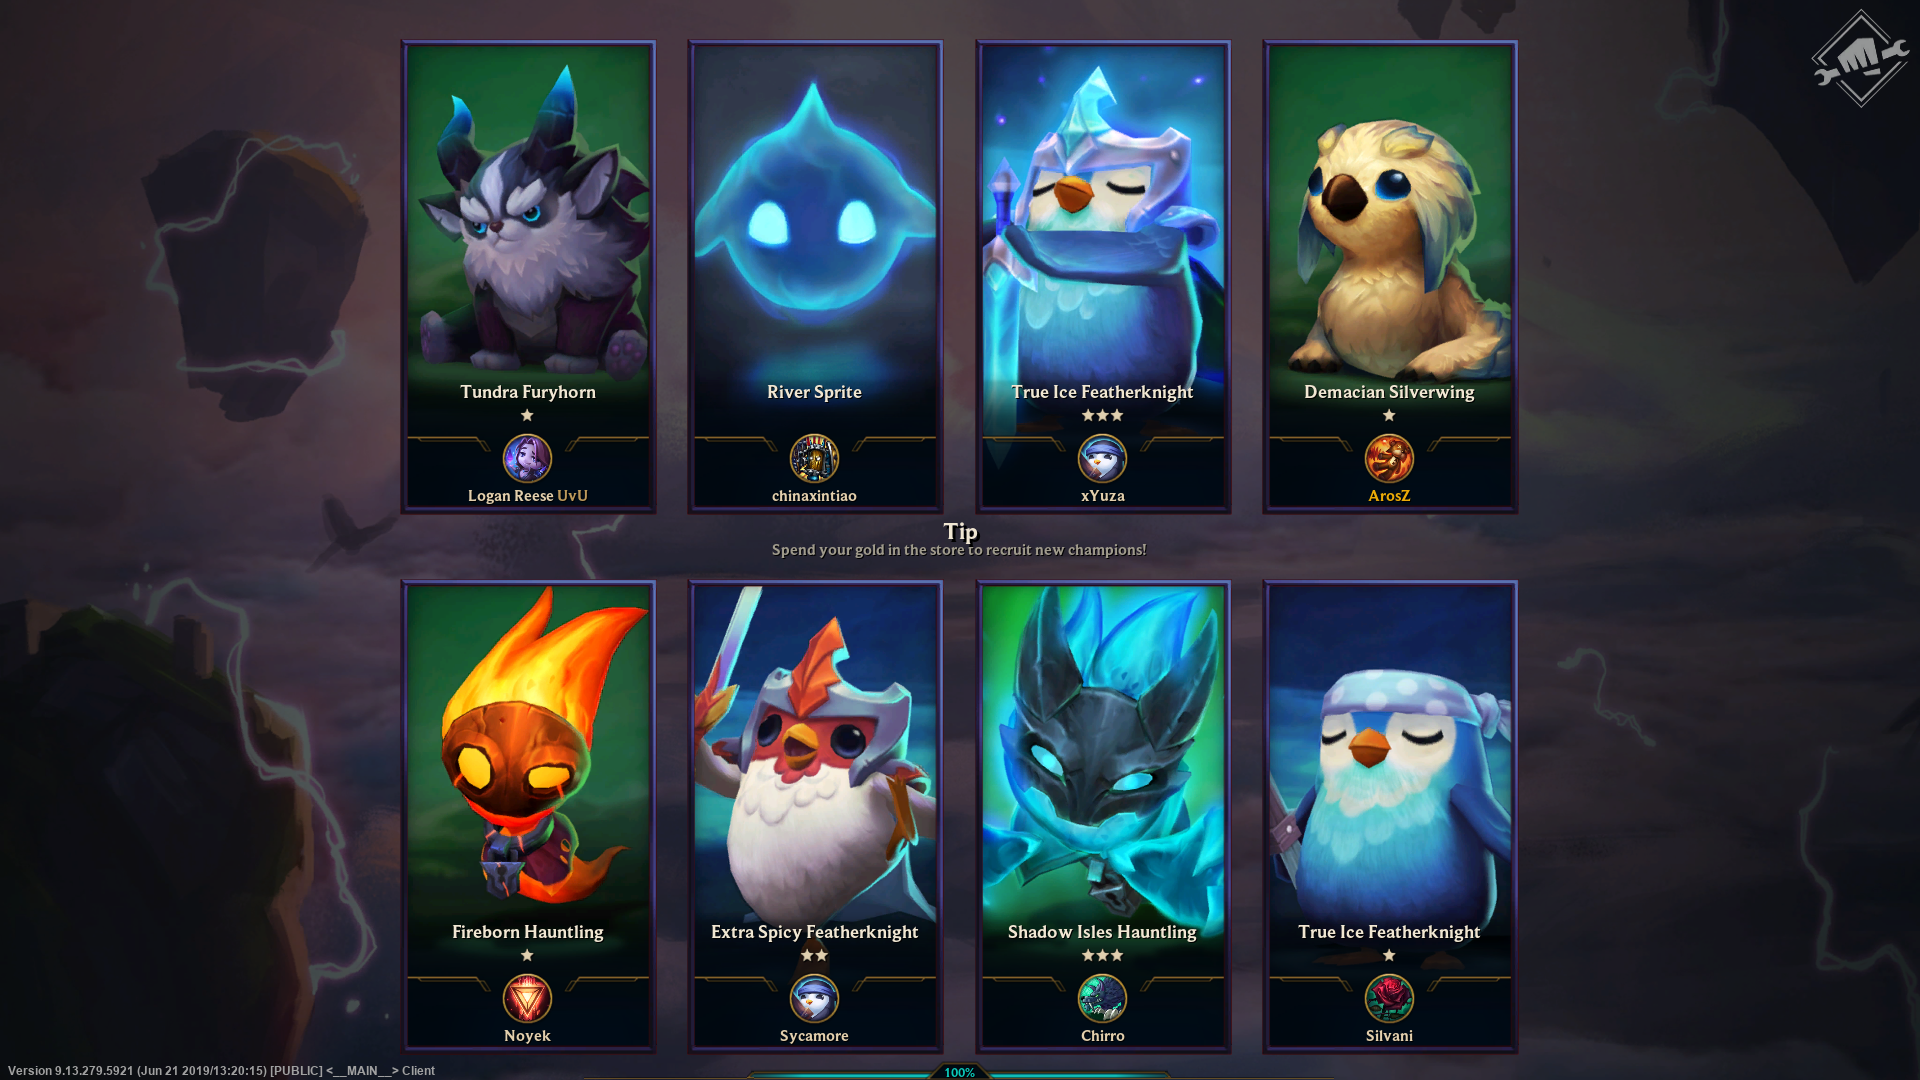 Tundra Furyhorn
Logan Reese UvU
River Sprite
chinaxintiao
True Ice Featherknight
xYuza
Demacian Silverwing
ArosZ
Tip
Spend your gold in the store to recruit new champions!
Fireborn Hauntling
Noyek
Extra Spicy Featherknight
Sycamore
Shadow Isles Hauntling
Chirro
True Ice Featherknight
Silvani
Version 9.13.279.5921 (Jun 21 2019/13:20:15) [PUBLIC] <__MAIN__> Client
100%